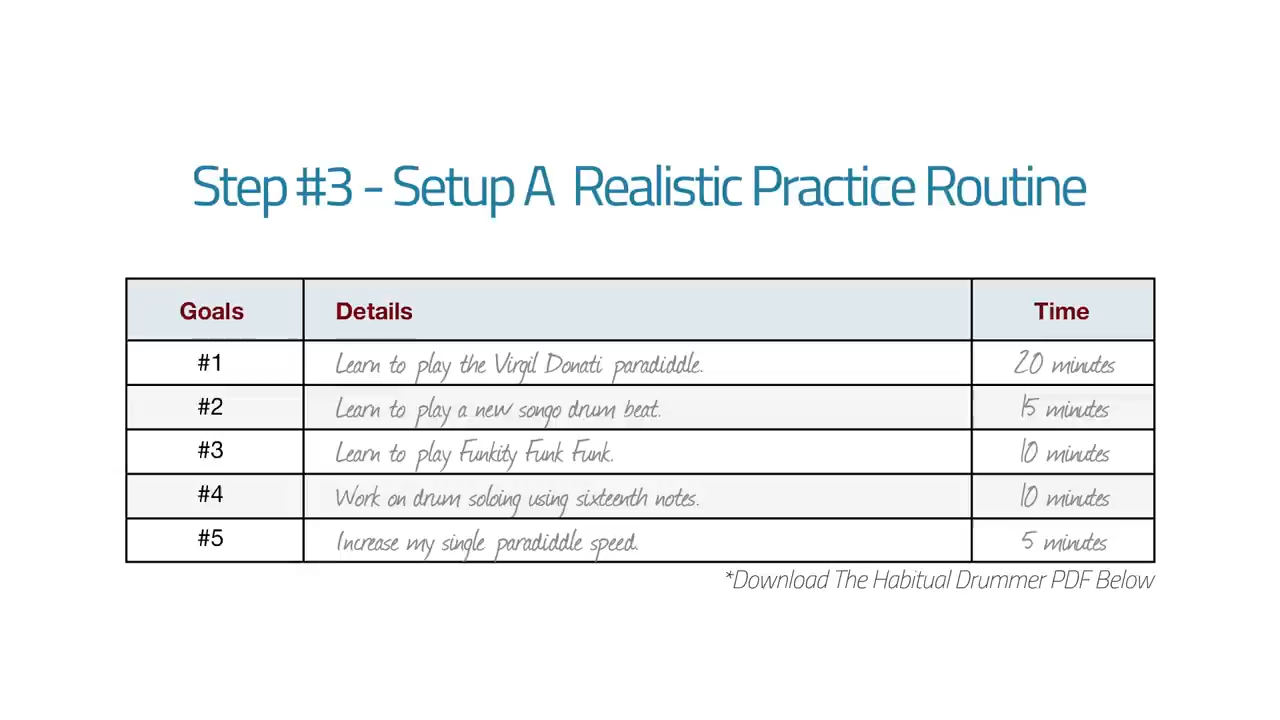 Step #3 - Setup A Realistic Practice Routine
Goals Details Time
#1 Learn to play the Virgil Donati paradiddle. 20 minutes
#2 Learn to play a new songo drum beat. 15 minutes
#3 Learn to play Funkity Funk Funk. 10 minutes
#4 Work on drum soloing using sixteenth notes. 10 minutes
#5 Increase my single paradiddle speed. 5 minutes
*Download The Habitual Drummer PDF Below